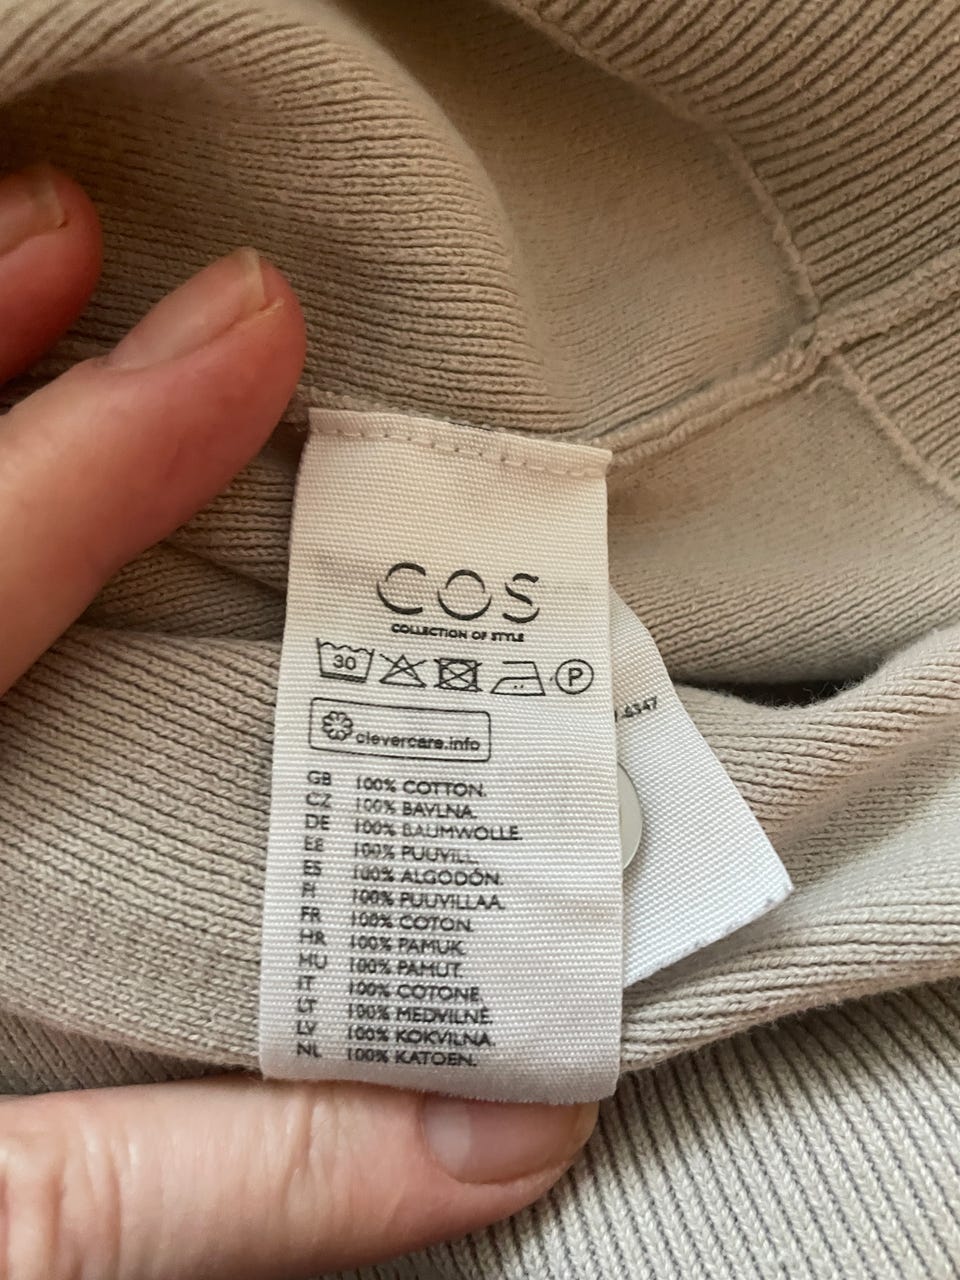 COS
COLLECTION OF STYLE
30 P
clevercare.info
GB 100% COTTON.
CZ 100% BAVLNA.
DE 100% BAUMWOLLE.
EE 100% PUUVILL.
ES 100% ALGODÓN.
FI 100% PUUVILLAA.
FR 100% COTON.
HR 100% PAMUK.
HU 100% PAMUT.
IT 100% COTONE.
LT 100% MEDVILNĖ.
LV 100% KOKVILNA.
NL 100% KATOEN.